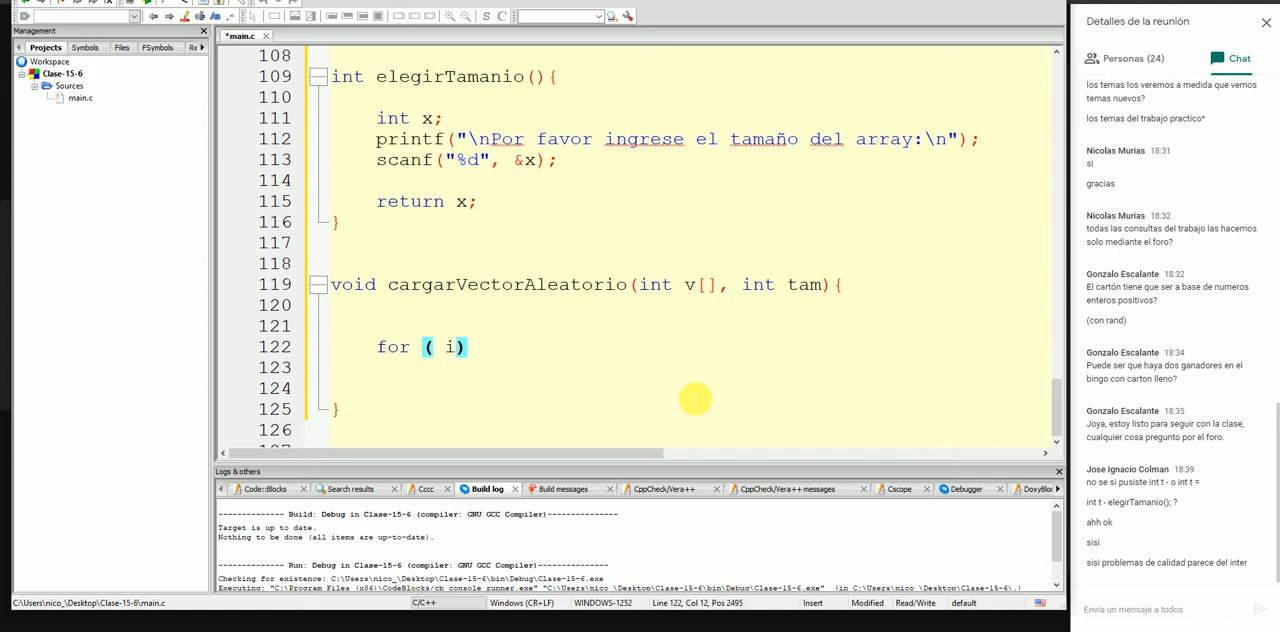 Management
Projects Symbols Files FSymbols Re
Workspace
Clase-15-6
Sources
main.c
*main.c
108
109 int elegirTamanio(){
110
111 int x;
112 printf("\nPor favor ingrese el tamaño del array:\n");
113 scanf("%d", &x);
114
115 return x;
116 }
117
118
119 void cargarVectorAleatorio(int v[], int tam){
120
121
122 for ( i)
123
124
125 }
126
Logs & others
Code::Blocks Search results Cccc Build log Build messages CppCheck/Vera++ CppCheck/Vera++ messages Cscope Debugger DoxyBlo
-------------- Build: Debug in Clase-15-6 (compiler: GNU GCC Compiler)---------------
Target is up to date.
Nothing to be done (all items are up-to-date).
-------------- Run: Debug in Clase-15-6 (compiler: GNU GCC Compiler)---------------
Checking for existence: C:\Users\nico_\Desktop\Clase-15-6\bin\Debug\Clase-15-6.exe
Executing: "C:\Program Files (x86)\CodeBlocks/cb_console_runner.exe" "C:\Users\nico_\Desktop\Clase-15-6\bin\Debug\Clase-15-6.exe" (in C:\Users\nico_\Desktop\Clase-15-6\.)
C:\Users\nico_\Desktop\Clase-15-6\main.c C/C++ Windows (CR+LF) WINDOWS-1252 Line 122, Col 12, Pos 2495 Insert Modified Read/Write default
Detalles de la reunión
Personas (24) Chat
los temas los veremos a medida que vemos
temas nuevos?
los temas del trabajo practico*
Nicolas Murias 18:31
si
gracias
Nicolas Murias 18:32
todas las consultas del trabajo las hacemos
solo mediante el foro?
Gonzalo Escalante 18:32
El cartón tiene que ser a base de numeros
enteros positivos?
(con rand)
Gonzalo Escalante 18:34
Puede ser que haya dos ganadores en el
bingo con carton lleno?
Gonzalo Escalante 18:35
Joya, estoy listo para seguir con la clase,
cualquier cosa pregunto por el foro.
Jose Ignacio Colman 18:39
no se si pusiste int t - o int t =
int t - elegirTamanio(); ?
ahh ok
sisi
sisi problemas de calidad parece del inter
Envía un mensaje a todos